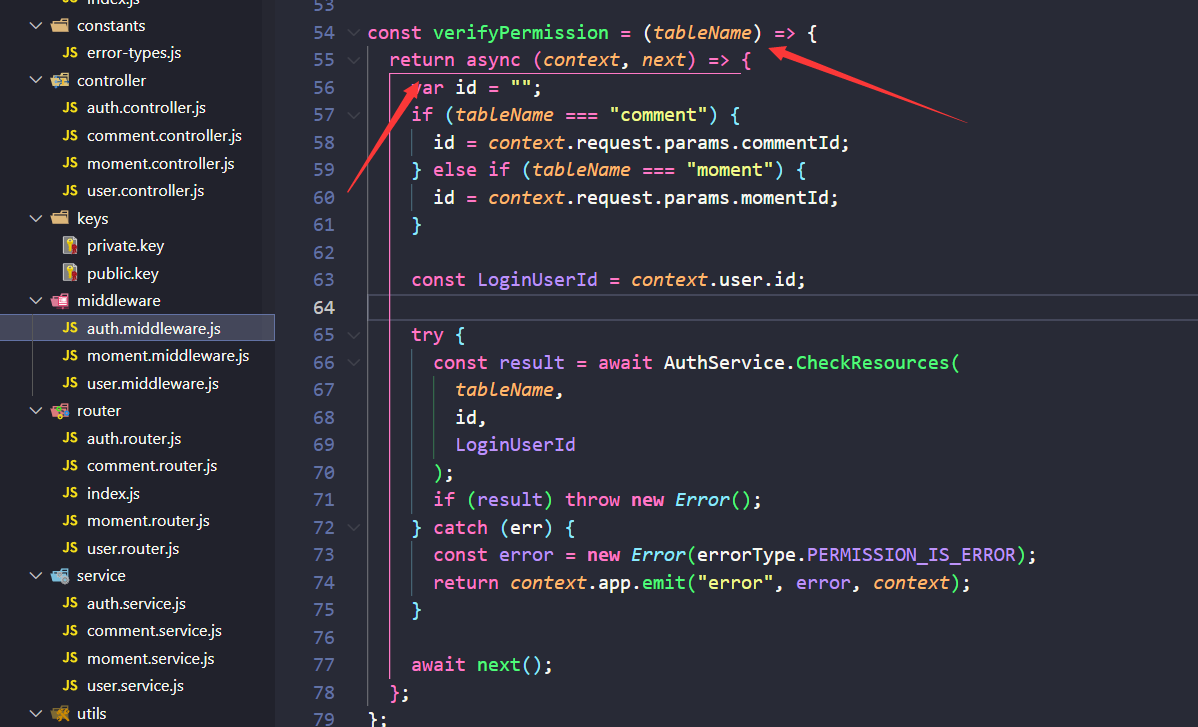 index.js
constants
JS error-types.js
controller
JS auth.controller.js
JS comment.controller.js
JS moment.controller.js
JS user.controller.js
keys
private.key
public.key
middleware
JS auth.middleware.js
JS moment.middleware.js
JS user.middleware.js
router
JS auth.router.js
JS comment.router.js
JS index.js
JS moment.router.js
JS user.router.js
service
JS auth.service.js
JS comment.service.js
JS moment.service.js
JS user.service.js
utils
53
54 const verifyPermission = (tableName) => {
55 return async (context, next) => {
56 var id = "";
57 if (tableName === "comment") {
58 id = context.request.params.commentId;
59 } else if (tableName === "moment") {
60 id = context.request.params.momentId;
61 }
62
63 const LoginUserId = context.user.id;
64
65 try {
66 const result = await AuthService.CheckResources(
67 tableName,
68 id,
69 LoginUserId
70 );
71 if (result) throw new Error();
72 } catch (err) {
73 const error = new Error(errorType.PERMISSION_IS_ERROR);
74 return context.app.emit("error", error, context);
75 }
76
77 await next();
78 };
79 };